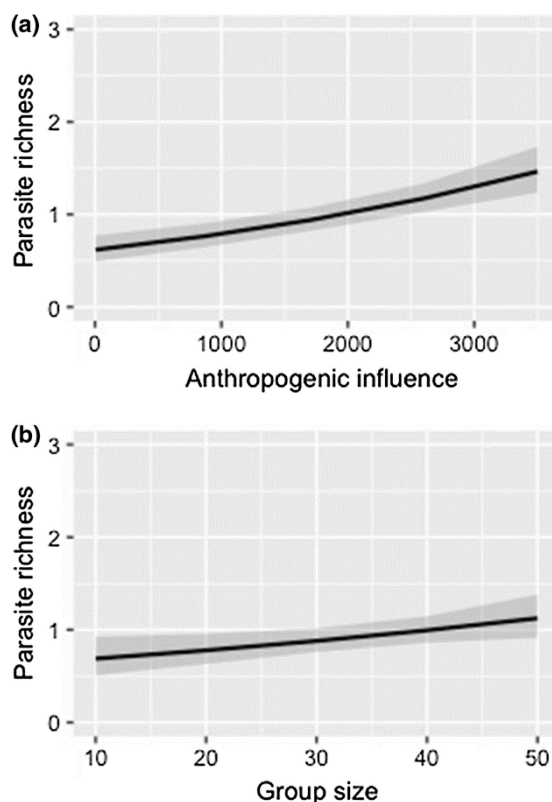 (a)
Parasite richness
3
2
1
0
0 1000 2000 3000
Anthropogenic influence
(b)
Parasite richness
3
2
1
0
10 20 30 40 50
Group size